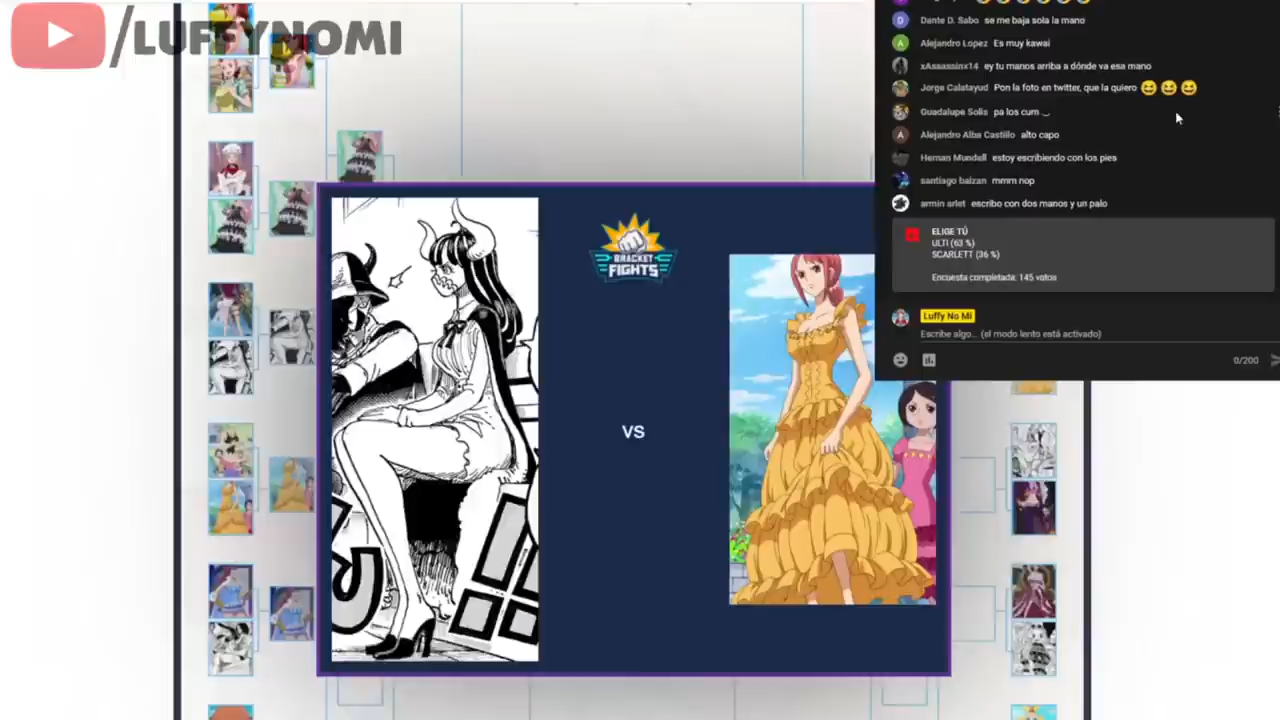 /LUFFYNOMI
Dante D. Sabo se me baja sola la mano
Alejandro Lopez Es muy kawai
xAssassinx14 ey tu manos arriba a dónde va esa mano
Jorge Calatayud Pon la foto en twitter, que la quiero 😆 😆 😆
Guadalupe Solis pa los cum ‿
A Alejandro Alba Castillo alto capo
Hernan Mundell estoy escribiendo con los pies
santiago balzan mmm nop
armin arlet escribo con dos manos y un palo
ELIGE TÚ
ULTI (63 %)
SCARLETT (36 %)
Encuesta completada: 145 votos
Luffy No Mi
Escribe algo... (el modo lento está activado)
0/200
BRACKET
FIGHTS
VS